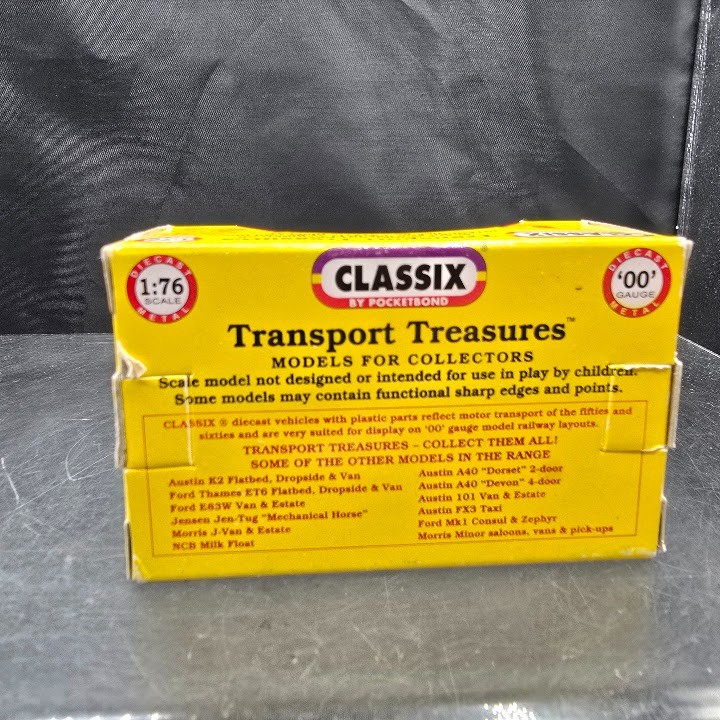 DIECAST
1:76
SCALE
METAL
CLASSIX
BY POCKETBOND
®
DIECAST
'00'
GAUGE
METAL
Transport Treasures™
MODELS FOR COLLECTORS
Scale model not designed or intended for use in play by children.
Some models may contain functional sharp edges and points.
CLASSIX ® diecast vehicles with plastic parts reflect motor transport of the fifties and
sixties and are very suited for display on '00' gauge model railway layouts.
TRANSPORT TREASURES – COLLECT THEM ALL!
SOME OF THE OTHER MODELS IN THE RANGE
Austin K2 Flatbed, Dropside & Van
Ford Thames ET6 Flatbed, Dropside & Van
Ford E83W Van & Estate
Jensen Jen-Tug "Mechanical Horse"
Morris J-Van & Estate
NCB Milk Float
Austin A40 "Dorset" 2-door
Austin A40 "Devon" 4-door
Austin 101 Van & Estate
Austin FX3 Taxi
Ford Mk1 Consul & Zephyr
Morris Minor saloons, vans & pick-ups